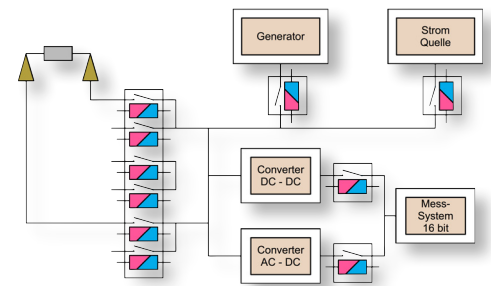 Generator
Strom
Quelle
Converter
DC - DC
Mess-
System
16 bit
Converter
AC - DC